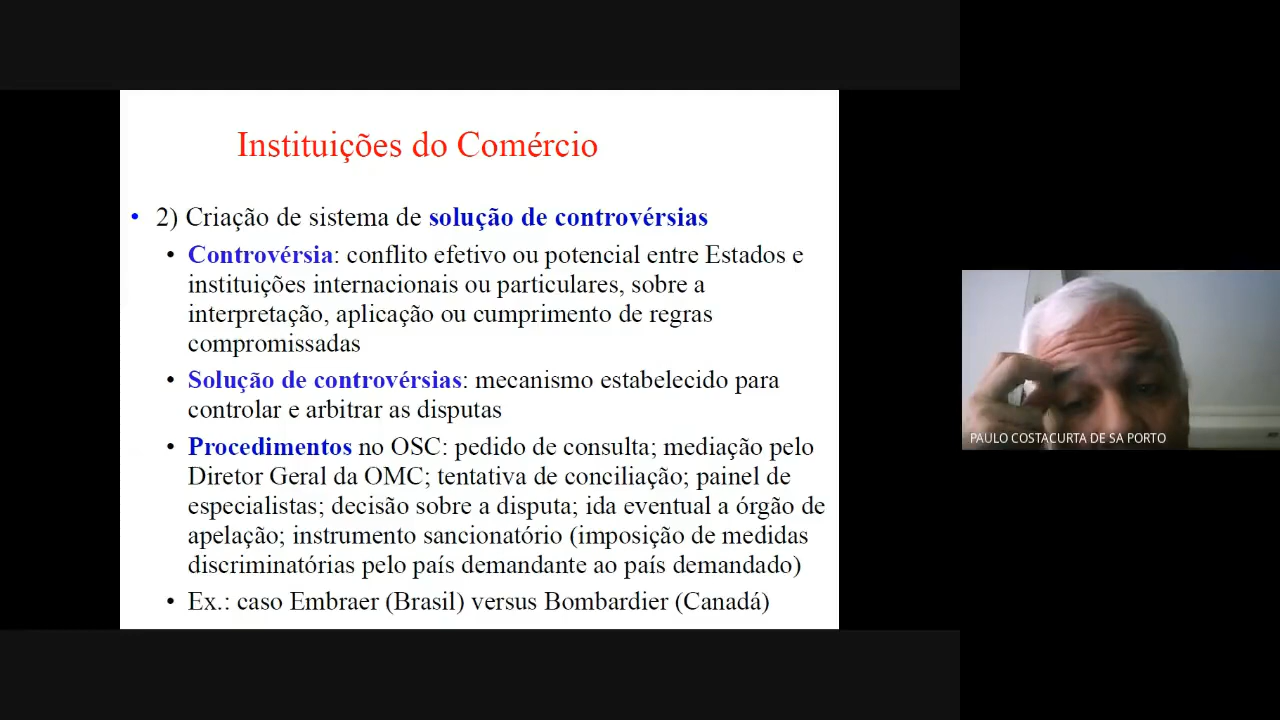 Instituições do Comércio
• 2) Criação de sistema de solução de controvérsias
• Controvérsia: conflito efetivo ou potencial entre Estados e
instituições internacionais ou particulares, sobre a
interpretação, aplicação ou cumprimento de regras
compromissadas
• Solução de controvérsias: mecanismo estabelecido para
controlar e arbitrar as disputas
• Procedimentos no OSC: pedido de consulta; mediação pelo
Diretor Geral da OMC; tentativa de conciliação; painel de
especialistas; decisão sobre a disputa; ida eventual a órgão de
apelação; instrumento sancionatório (imposição de medidas
discriminatórias pelo país demandante ao país demandado)
• Ex.: caso Embraer (Brasil) versus Bombardier (Canadá)
PAULO COSTACURTA DE SA PORTO